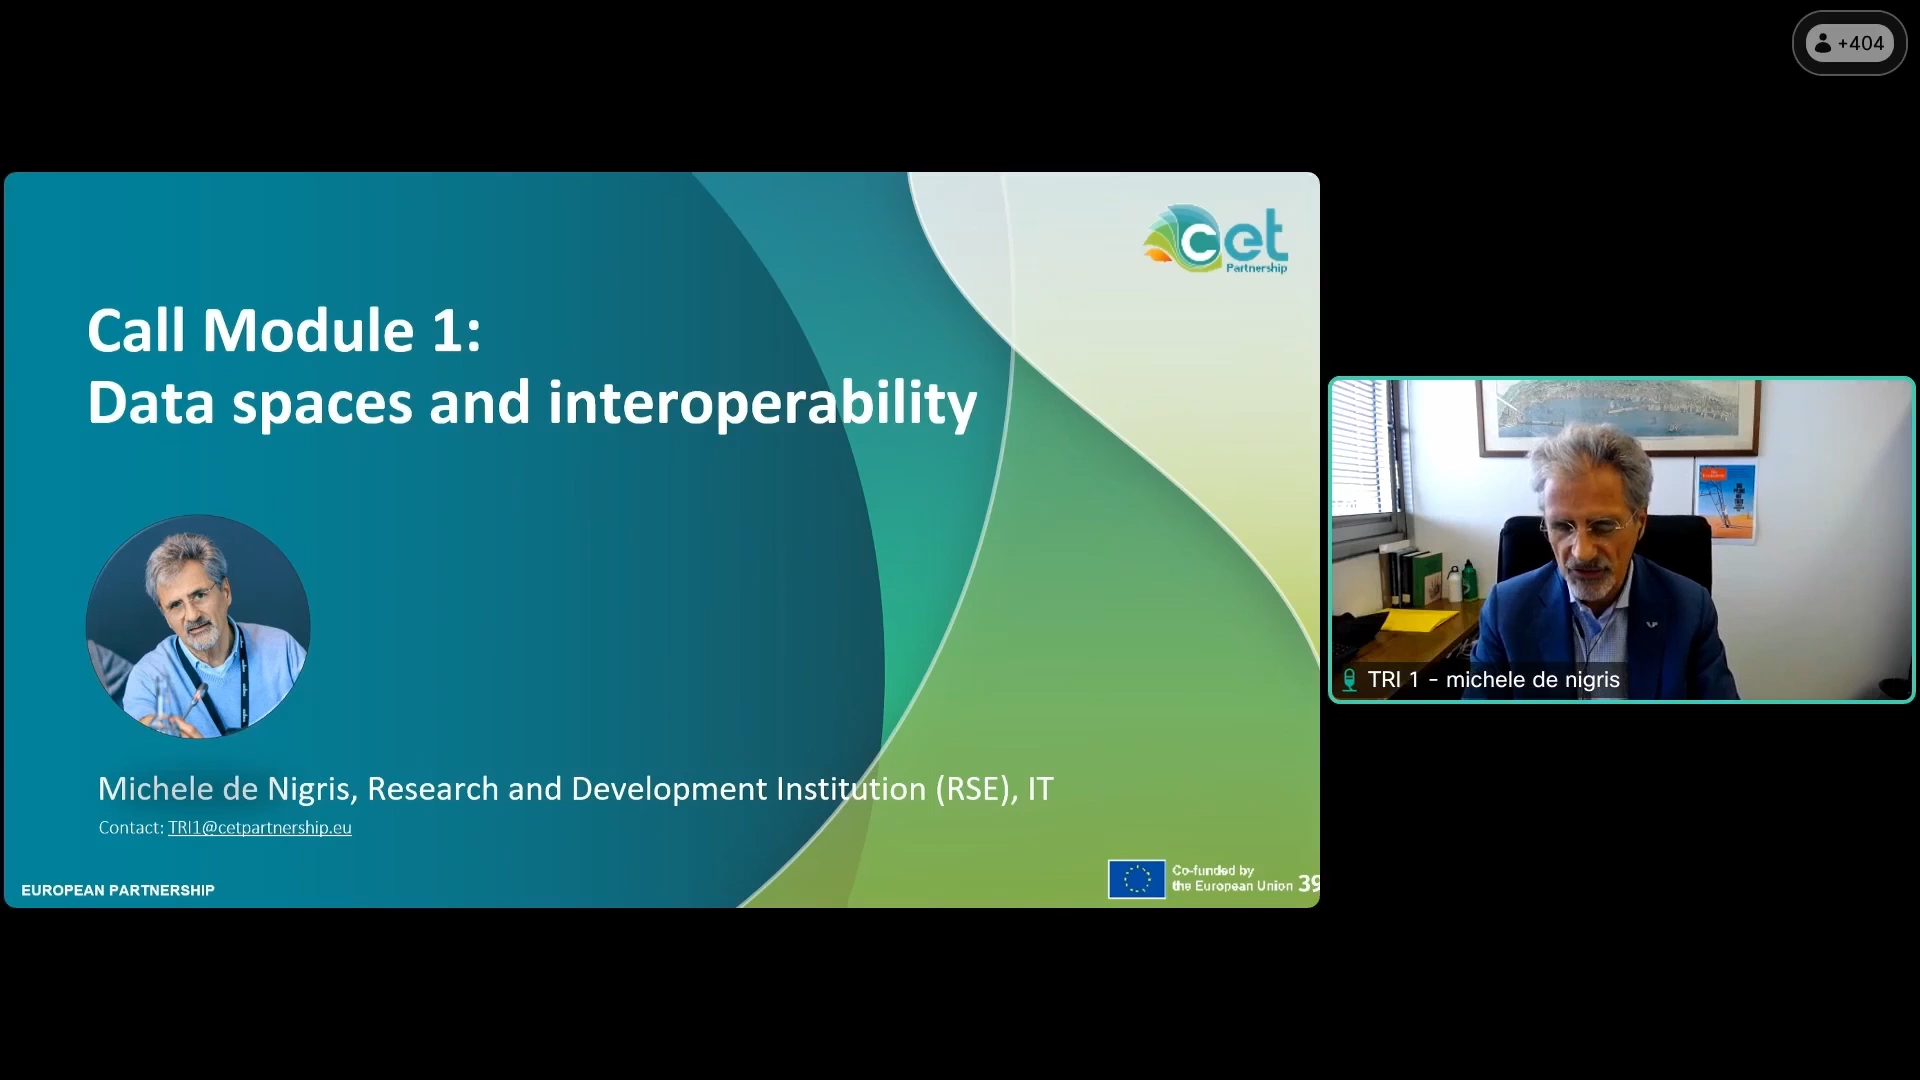 +404
cet
Partnership
Call Module 1:
Data spaces and interoperability
Michele de Nigris, Research and Development Institution (RSE), IT
Contact: TRI1@cetpartnership.eu
EUROPEAN PARTNERSHIP
Co-funded by
the European Union
39
TRI 1 - michele de nigris